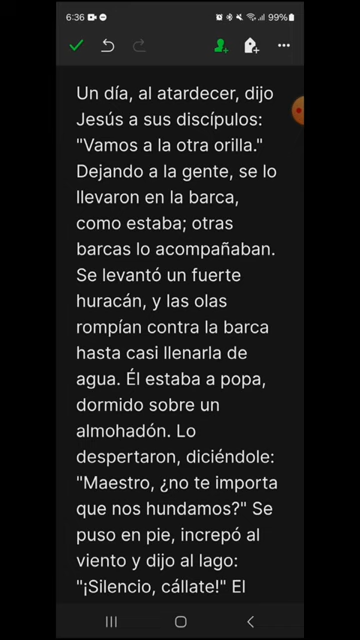 6:36
99%
Un día, al atardecer, dijo
Jesús a sus discípulos:
"Vamos a la otra orilla."
Dejando a la gente, se lo
llevaron en la barca,
como estaba; otras
barcas lo acompañaban.
Se levantó un fuerte
huracán, y las olas
rompían contra la barca
hasta casi llenarla de
agua. Él estaba a popa,
dormido sobre un
almohadón. Lo
despertaron, diciéndole:
"Maestro, ¿no te importa
que nos hundamos?" Se
puso en pie, increpó al
viento y dijo al lago:
"¡Silencio, cállate!" El